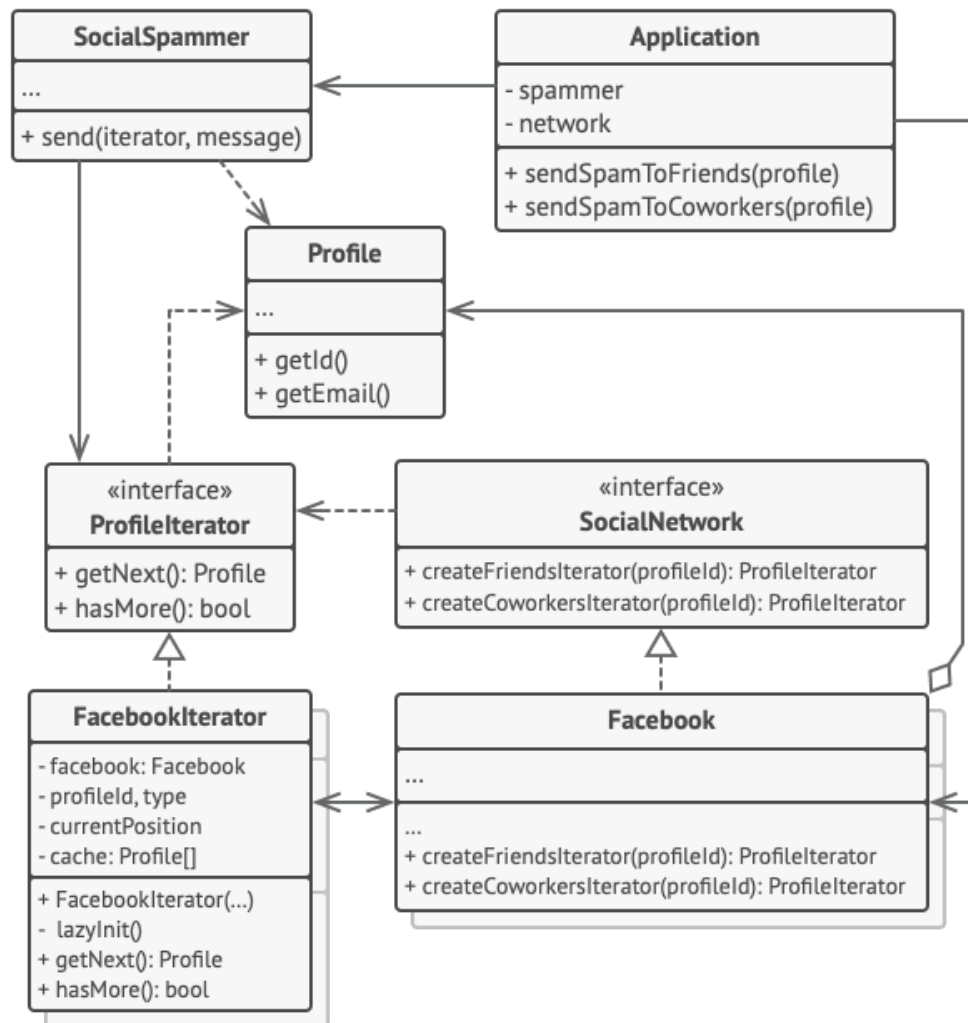 SocialSpammer
...
+ send(iterator, message)
Application
- spammer
- network
+ sendSpamToFriends(profile)
+ sendSpamToCoworkers(profile)
Profile
...
+ getId()
+ getEmail()
«interface»
ProfileIterator
+ getNext(): Profile
+ hasMore(): bool
«interface»
SocialNetwork
+ createFriendsIterator(profileId): ProfileIterator
+ createCoworkersIterator(profileId): ProfileIterator
FacebookIterator
- facebook: Facebook
- profileId, type
- currentPosition
- cache: Profile[]
+ FacebookIterator(...)
- lazyInit()
+ getNext(): Profile
+ hasMore(): bool
Facebook
...
...
+ createFriendsIterator(profileId): ProfileIterator
+ createCoworkersIterator(profileId): ProfileIterator